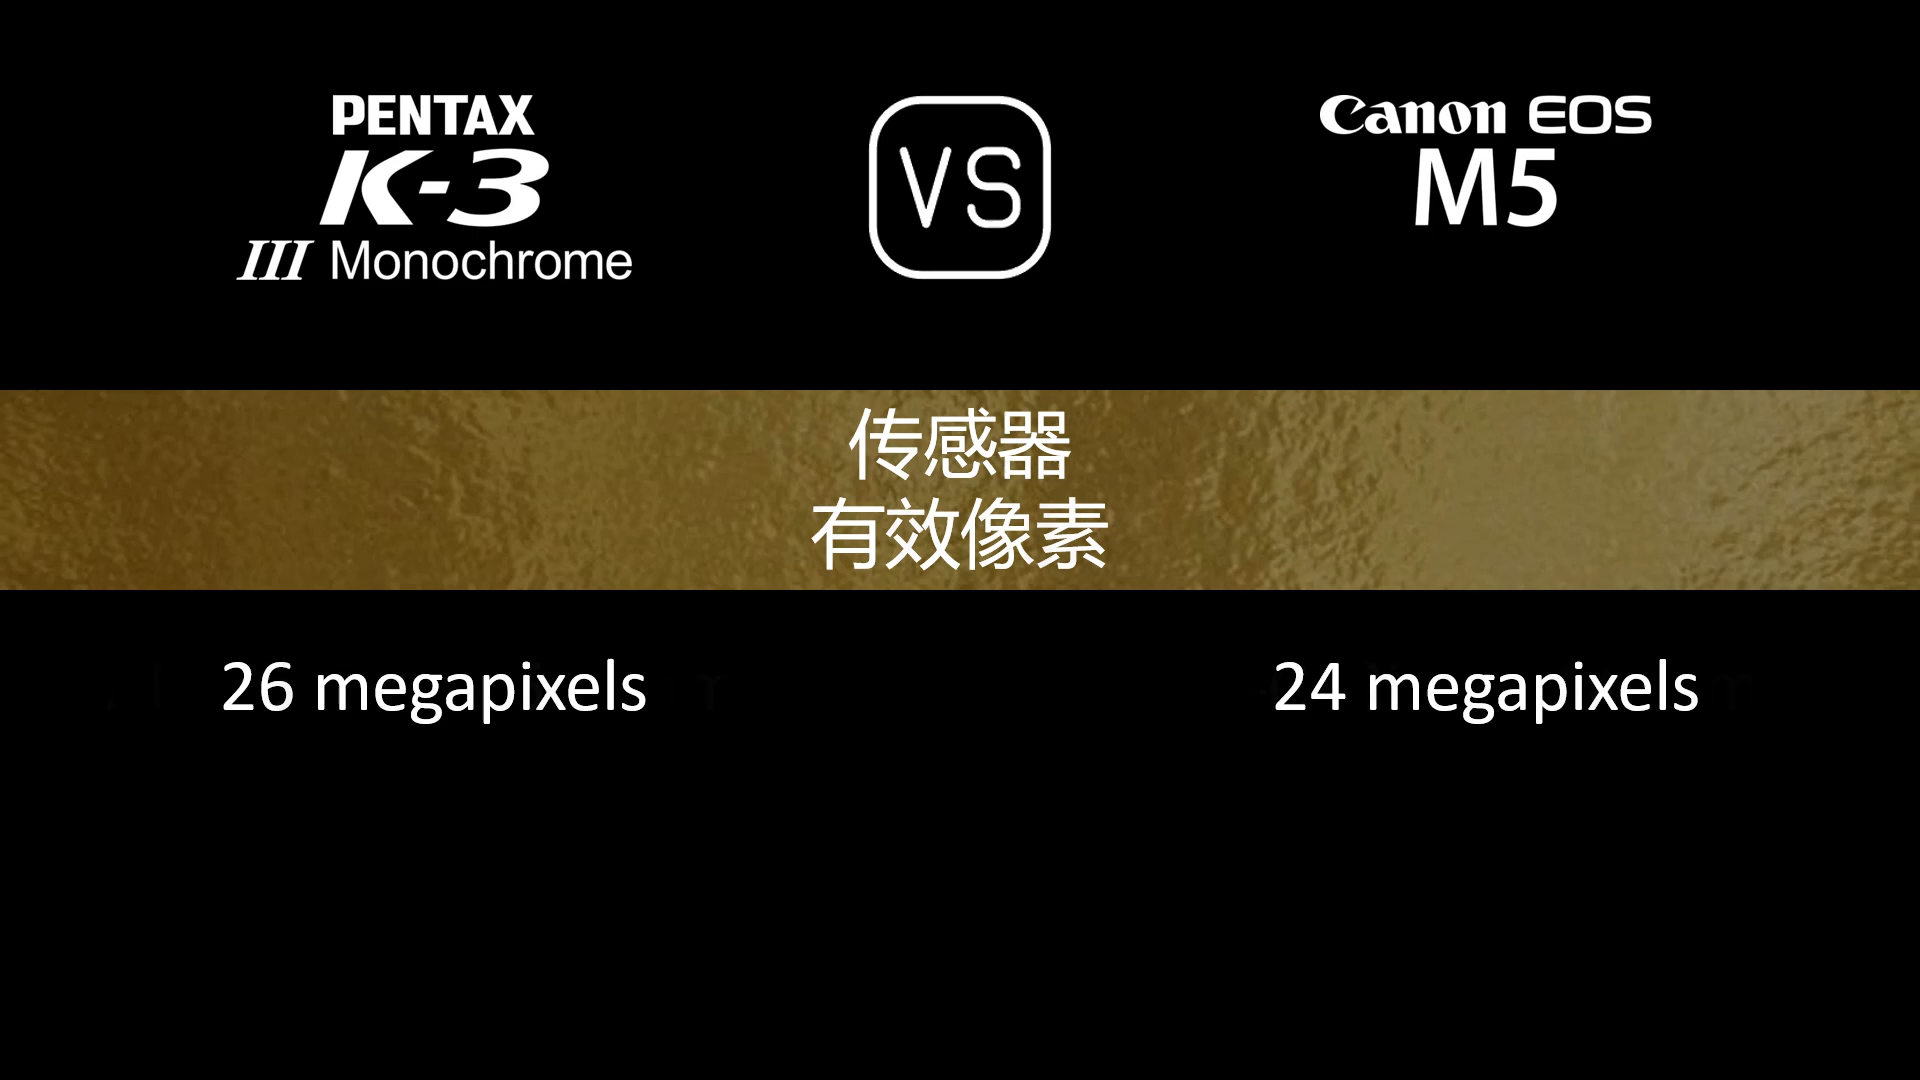 PENTAX
K-3
III Monochrome
VS
Canon EOS
M5
传感器
有效像素
26 megapixels
24 megapixels